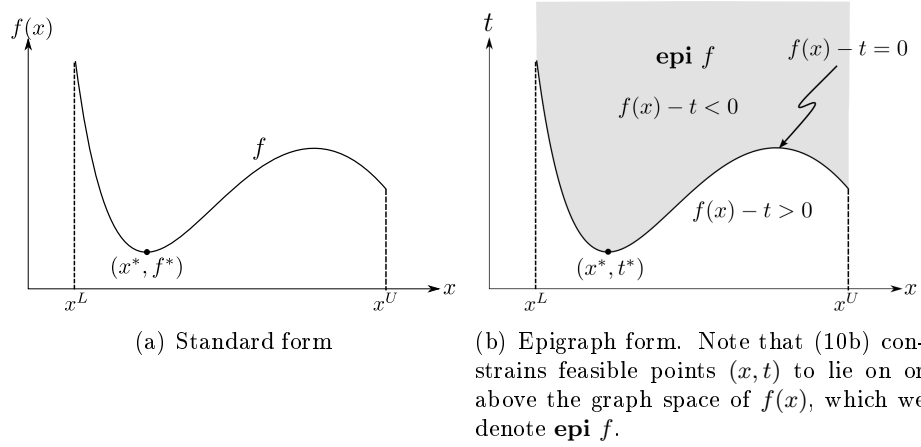 f(x)
f
(x*, f*)
x^L
x^U
x
(a) Standard form
t
epi f
f(x) − t = 0
f(x) − t < 0
f(x) − t > 0
(x*, t*)
x^L
x^U
x
(b) Epigraph form. Note that (10b) con-
strains feasible points (x, t) to lie on or
above the graph space of f(x), which we
denote epi f.